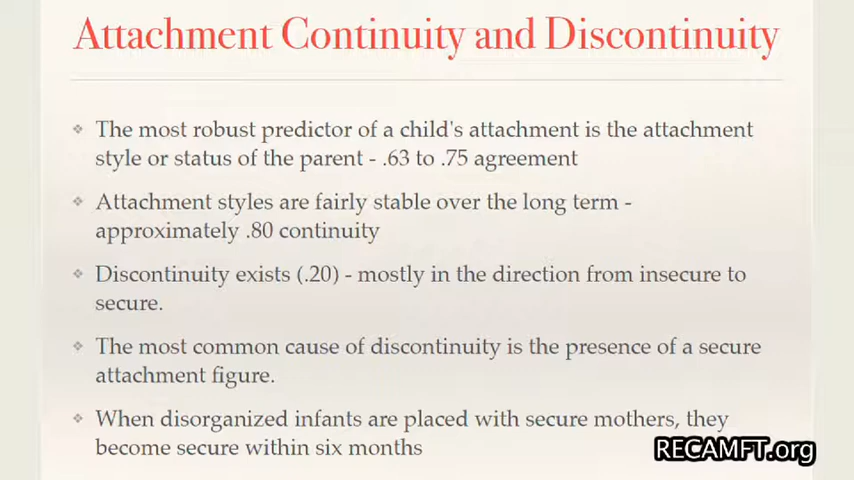 Attachment Continuity and Discontinuity
The most robust predictor of a child's attachment is the attachment
style or status of the parent - .63 to .75 agreement
Attachment styles are fairly stable over the long term -
approximately .80 continuity
Discontinuity exists (.20) - mostly in the direction from insecure to
secure.
The most common cause of discontinuity is the presence of a secure
attachment figure.
When disorganized infants are placed with secure mothers, they
become secure within six months
RECAMFT.org